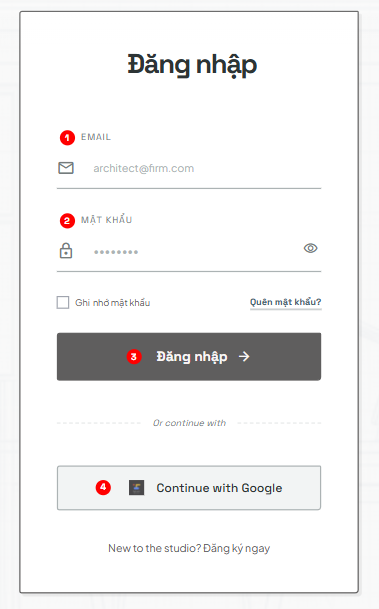 Đăng nhập
1 EMAIL
architect@firm.com
2 MẬT KHẨU
••••••••
Ghi nhớ mật khẩu
Quên mật khẩu?
3 Đăng nhập →
Or continue with
4 Continue with Google
New to the studio? Đăng ký ngay